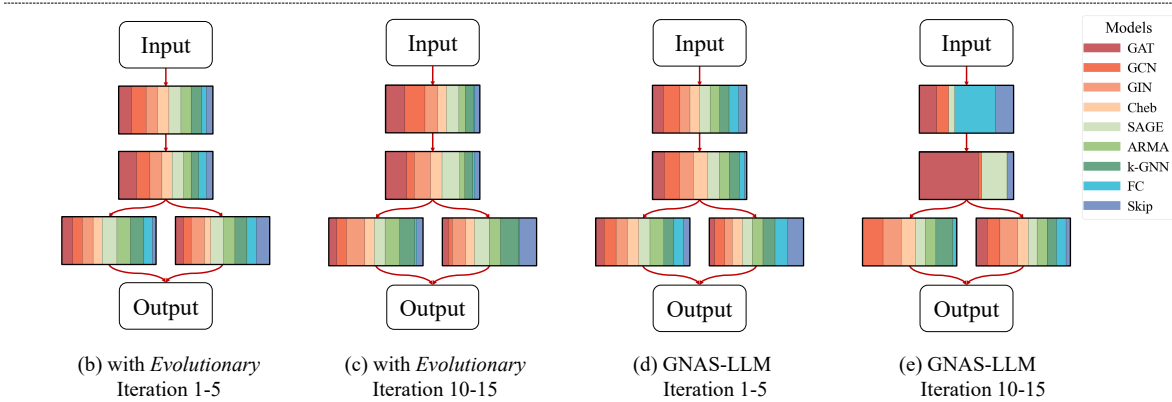 Input
Input
Input
Input
Models
GAT
GCN
GIN
Cheb
SAGE
ARMA
k-GNN
FC
Skip
Output
Output
Output
Output
(b) with Evolutionary
Iteration 1-5
(c) with Evolutionary
Iteration 10-15
(d) GNAS-LLM
Iteration 1-5
(e) GNAS-LLM
Iteration 10-15